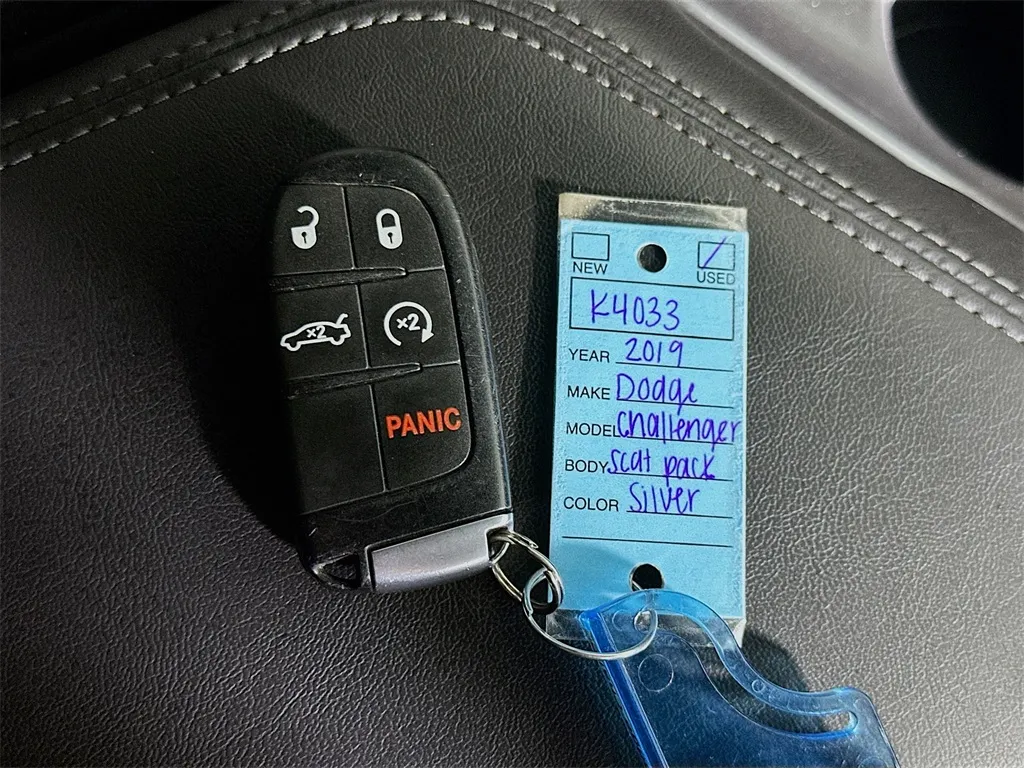 x2
x2
PANIC
NEW USED
K4033
YEAR 2019
MAKE Dodge
MODEL Challenger
BODY scat pack
COLOR Silver